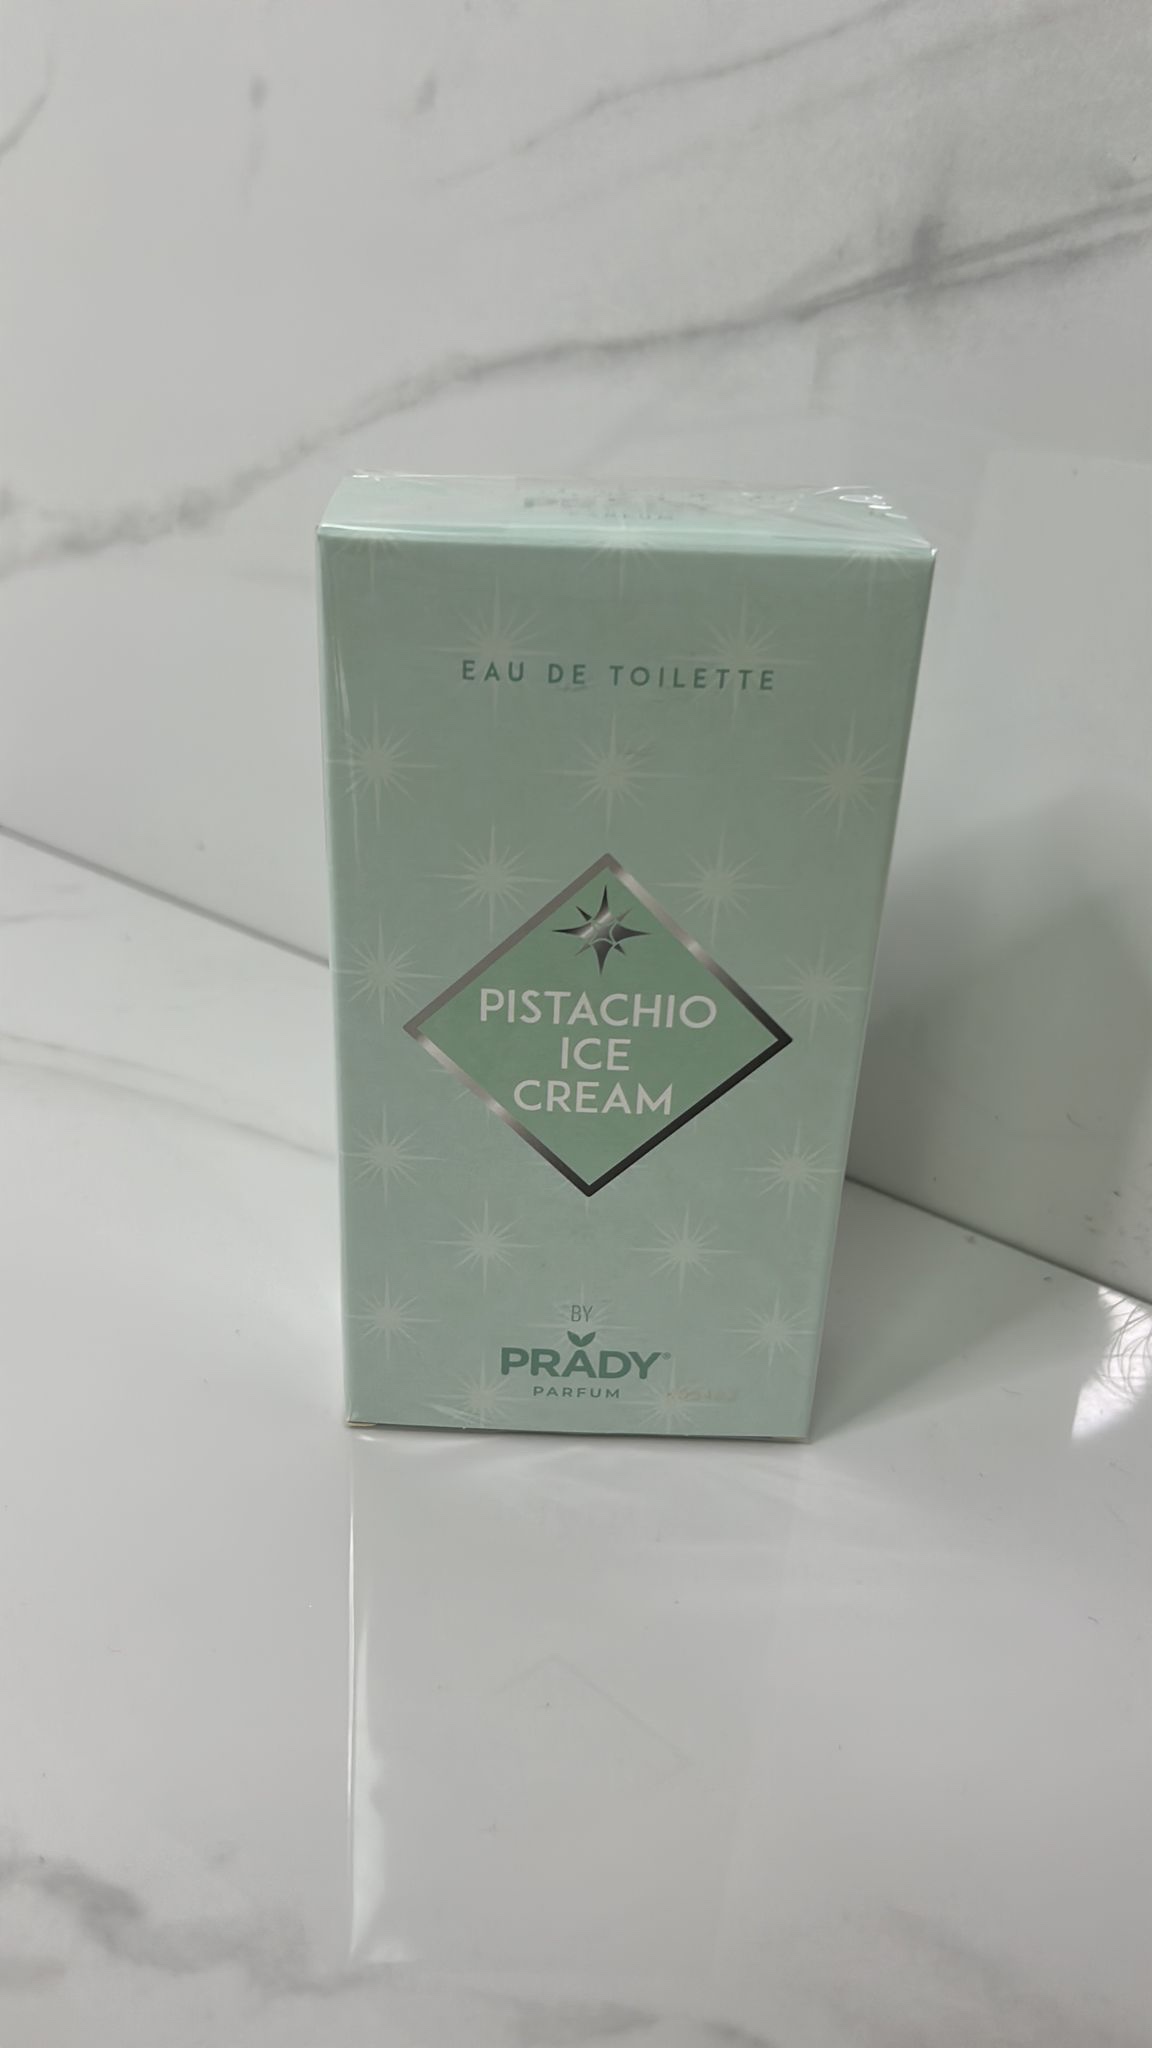 EAU DE TOILETTE
PISTACHIO
ICE
CREAM
BY
PRADY®
PARFUM